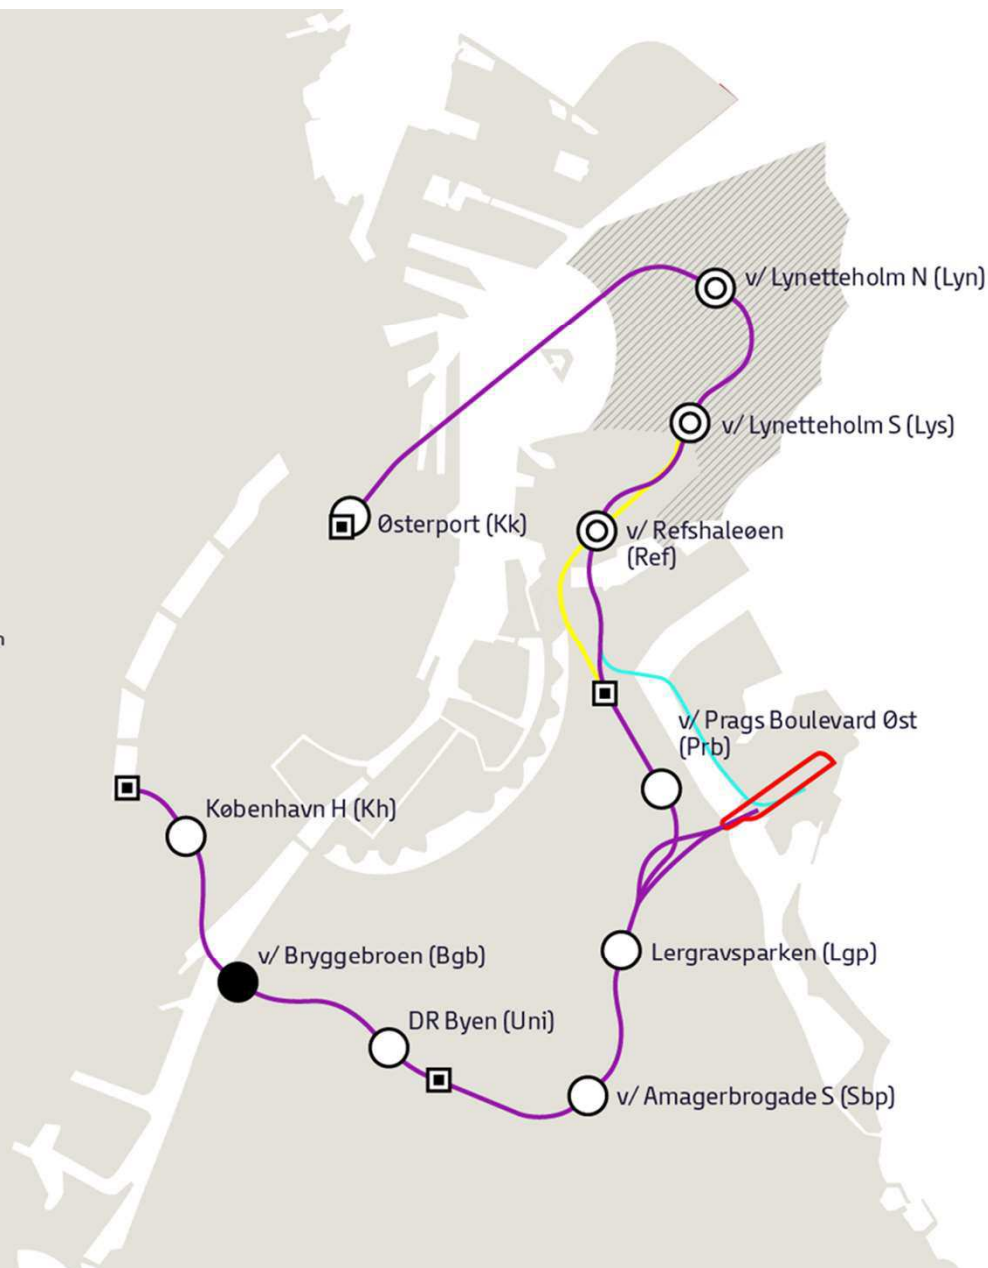 v/ Lynetteholm N (Lyn)
v/ Lynetteholm S (Lys)
Østerport (Kk)
v/ Refshaleøen
(Ref)
n
v/ Prags Boulevard Øst
(Prb)
København H (Kh)
v/ Bryggebroen (Bgb)
Lergravsparken (Lgp)
DR Byen (Uni)
v/ Amagerbrogade S (Sbp)